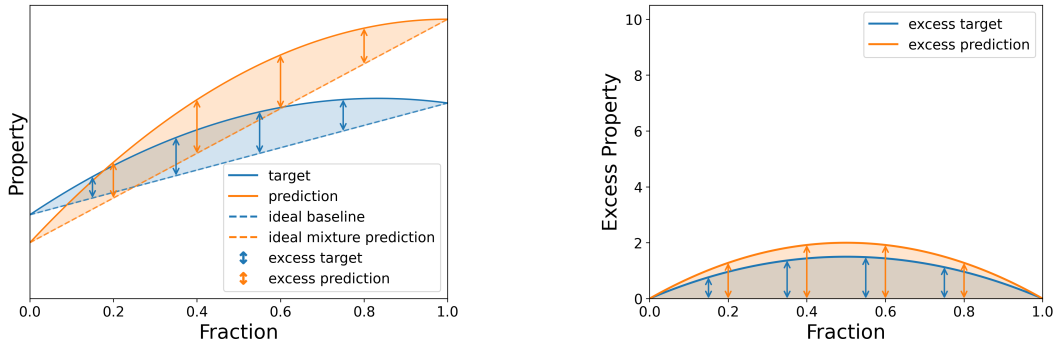 Property
target
prediction
ideal baseline
ideal mixture prediction
excess target
excess prediction
0.0 0.2 0.4 0.6 0.8 1.0
Fraction
Excess Property
10
8
6
4
2
0
excess target
excess prediction
0.0 0.2 0.4 0.6 0.8 1.0
Fraction